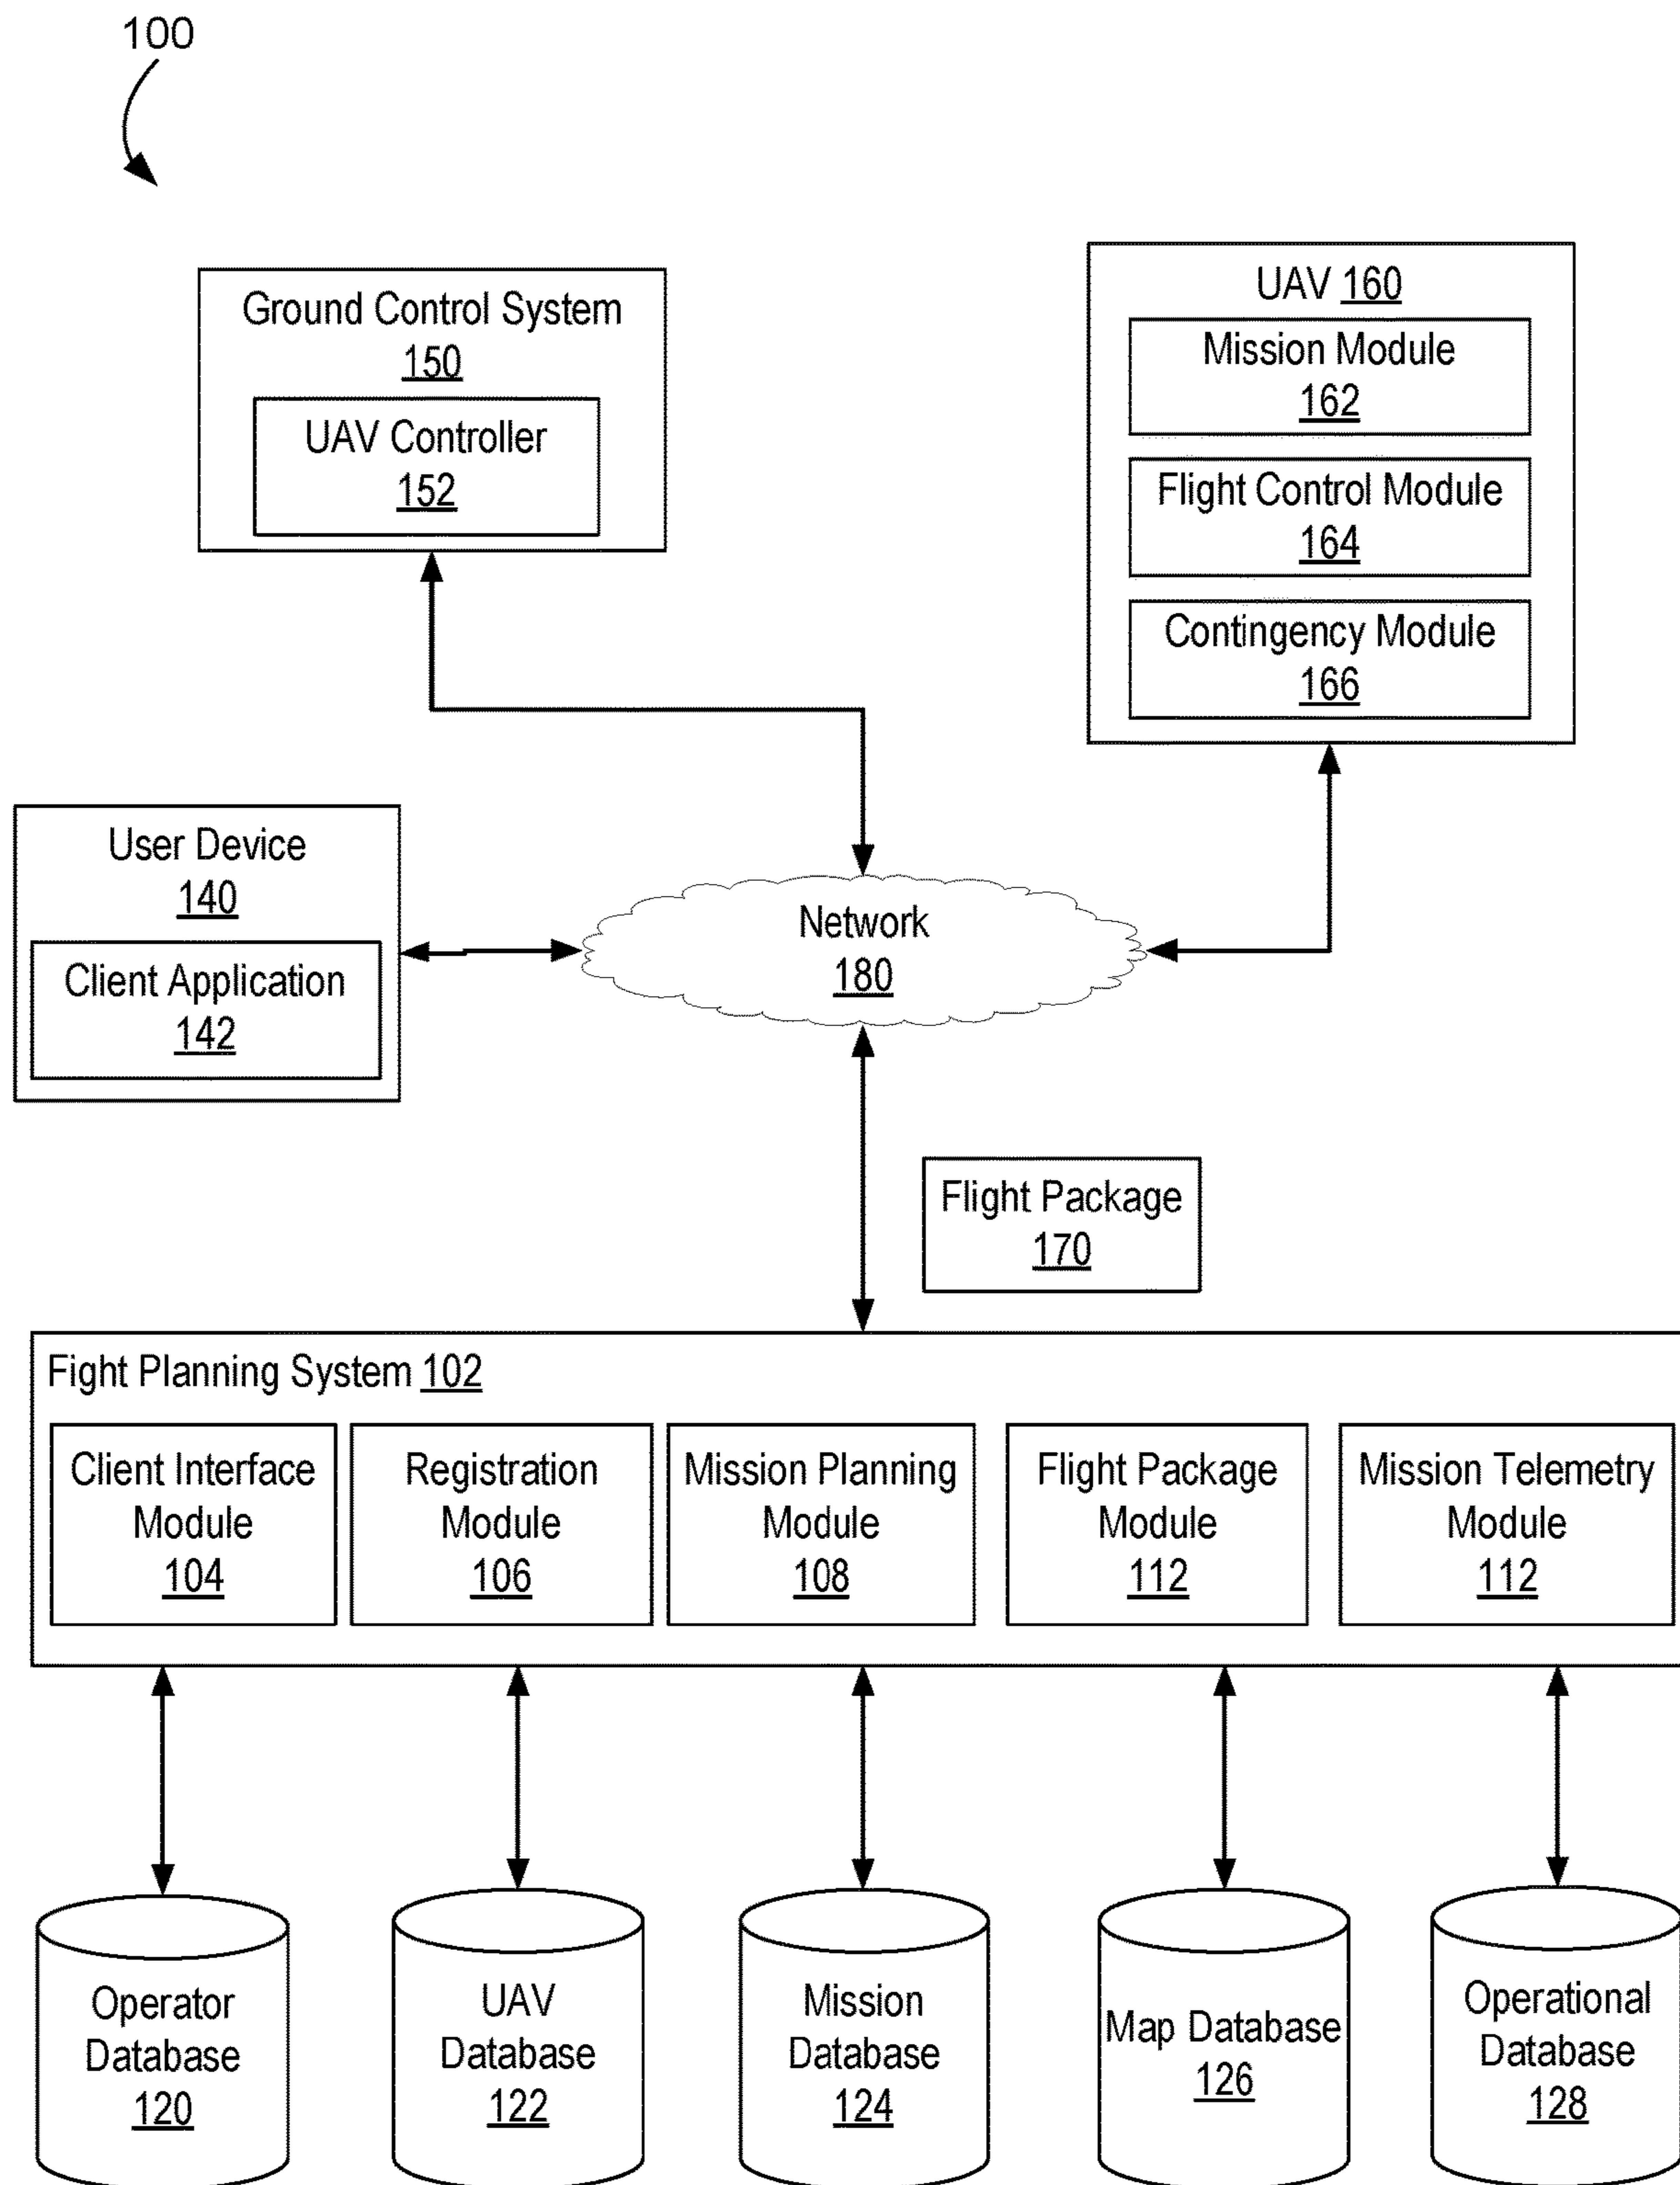 100
Ground Control System
150
UAV Controller
152
UAV 160
Mission Module
162
Flight Control Module
164
Contingency Module
166
User Device
140
Client Application
142
Network
180
Flight Package
170
Fight Planning System 102
Client Interface
Module
104
Registration
Module
106
Mission Planning
Module
108
Flight Package
Module
112
Mission Telemetry
Module
112
Operator
Database
120
UAV
Database
122
Mission
Database
124
Map Database
126
Operational
Database
128